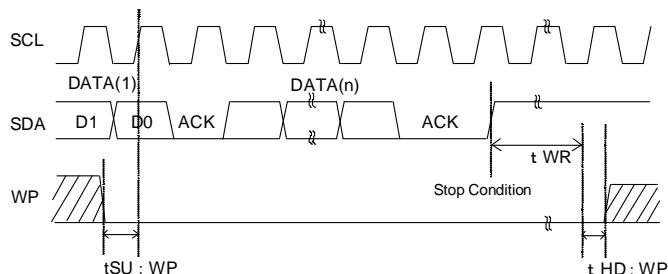 SCL
DATA(1)
DATA(n)
SDA
D1
D0
ACK
ACK
t WR
Stop Condition
WP
tSU : WP
t HD : WP